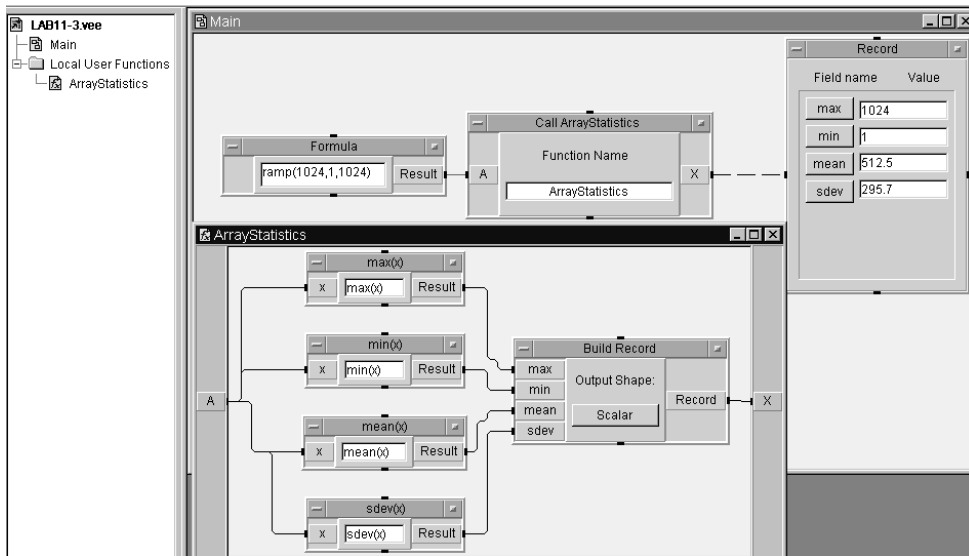 LAB11-3.vee
Main
Local User Functions
ArrayStatistics
Main
Formula
ramp(1024,1,1024)
Result
Call ArrayStatistics
Function Name
A
ArrayStatistics
X
Record
Field name Value
max 1024
min 1
mean 512.5
sdev 295.7
ArrayStatistics
A
max(x)
x max(x) Result
min(x)
x min(x) Result
mean(x)
x mean(x) Result
sdev(x)
x sdev(x) Result
Build Record
max
min
mean
sdev
Output Shape:
Scalar
Record
X